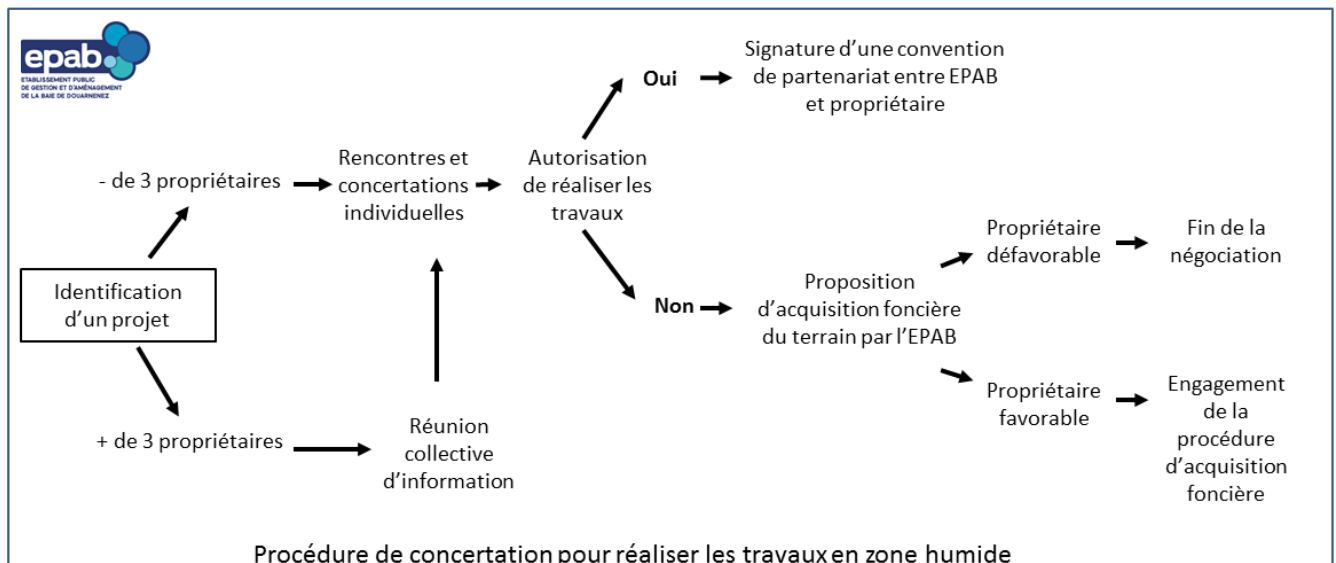 epab
ETABLISSEMENT PUBLIC
DE GESTION ET D'AMÉNAGEMENT
DE LA BAIE DE DOUARNENEZ
Identification
d'un projet
- de 3 propriétaires
+ de 3 propriétaires
Rencontres et
concertations
individuelles
Réunion
collective
d'information
Autorisation
de réaliser les
travaux
Oui
Signature d'une convention
de partenariat entre EPAB
et propriétaire
Non
Proposition
d'acquisition foncière
du terrain par l'EPAB
Propriétaire
défavorable
Fin de la
négociation
Propriétaire
favorable
Engagement
de la
procédure
d'acquisition
foncière
Procédure de concertation pour réaliser les travaux en zone humide